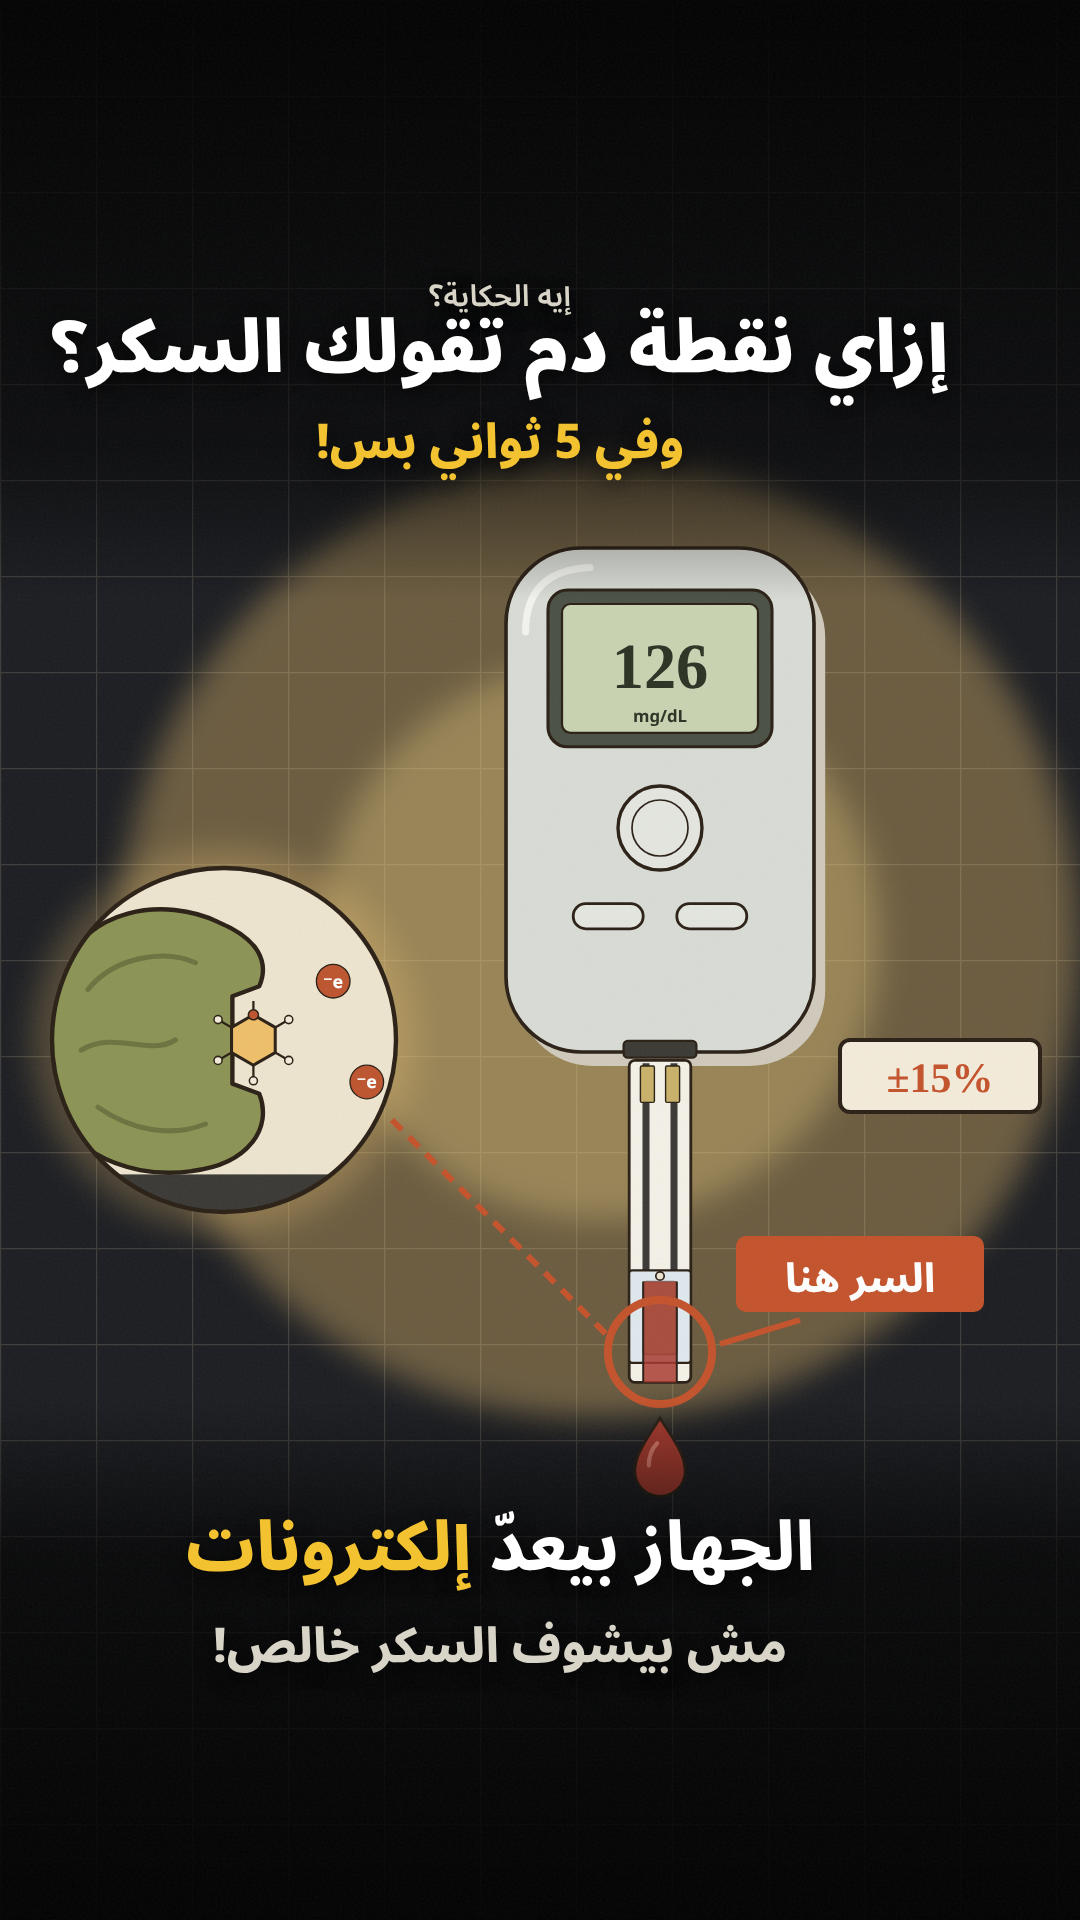 إيه الحكاية؟
إزاي نقطة دم تقولك السكر؟
وفي 5 ثواني بس!
126
mg/dL
e⁻
e⁻
±15%
السر هنا
الجهاز بيعدّ إلكترونات
مش بيشوف السكر خالص!